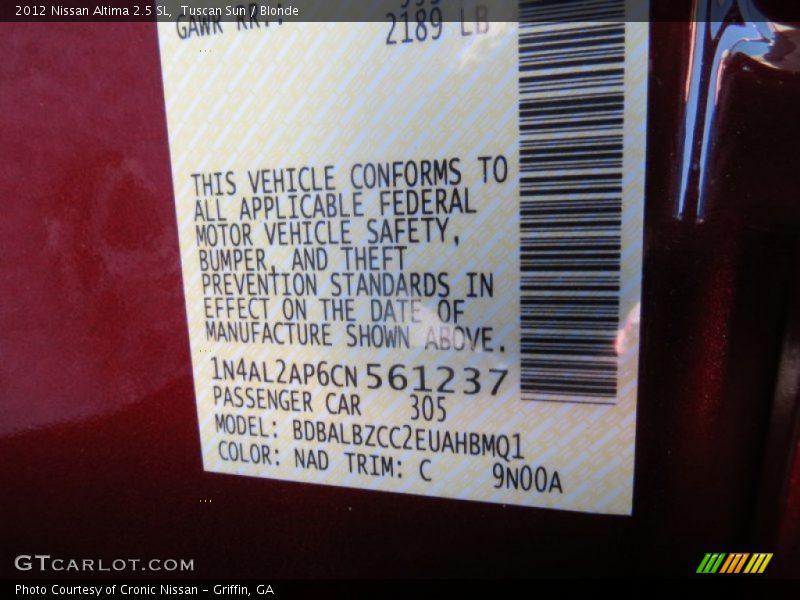 2012 Nissan Altima 2.5 SL, Tuscan Sun / Blonde
GAWR RR.:
2189 LB
THIS VEHICLE CONFORMS TO
ALL APPLICABLE FEDERAL
MOTOR VEHICLE SAFETY,
BUMPER, AND THEFT
PREVENTION STANDARDS IN
EFFECT ON THE DATE OF
MANUFACTURE SHOWN ABOVE.
1N4AL2AP6CN 561237
PASSENGER CAR 305
MODEL: BDBALBZCC2EUAHBMQ1
COLOR: NAD TRIM: C 9N00A
GTCARLOT.COM
Photo Courtesy of Cronic Nissan - Griffin, GA